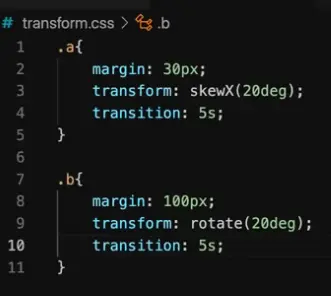 # transform.css > .b
1 .a{
2 margin: 30px;
3 transform: skewX(20deg);
4 transition: 5s;
5 }
6
7 .b{
8 margin: 100px;
9 transform: rotate(20deg);
10 transition: 5s;
11 }